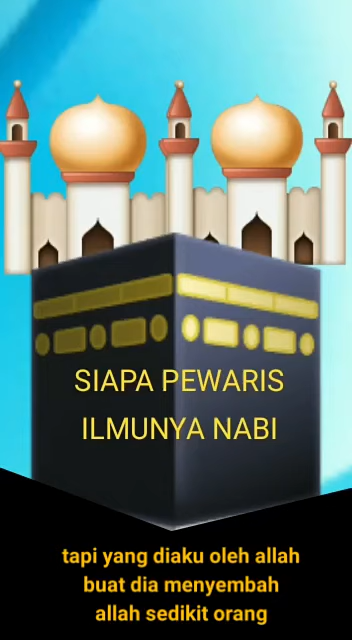 SIAPA PEWARIS
ILMUNYA NABI
tapi yang diaku oleh allah
buat dia menyembah
allah sedikit orang